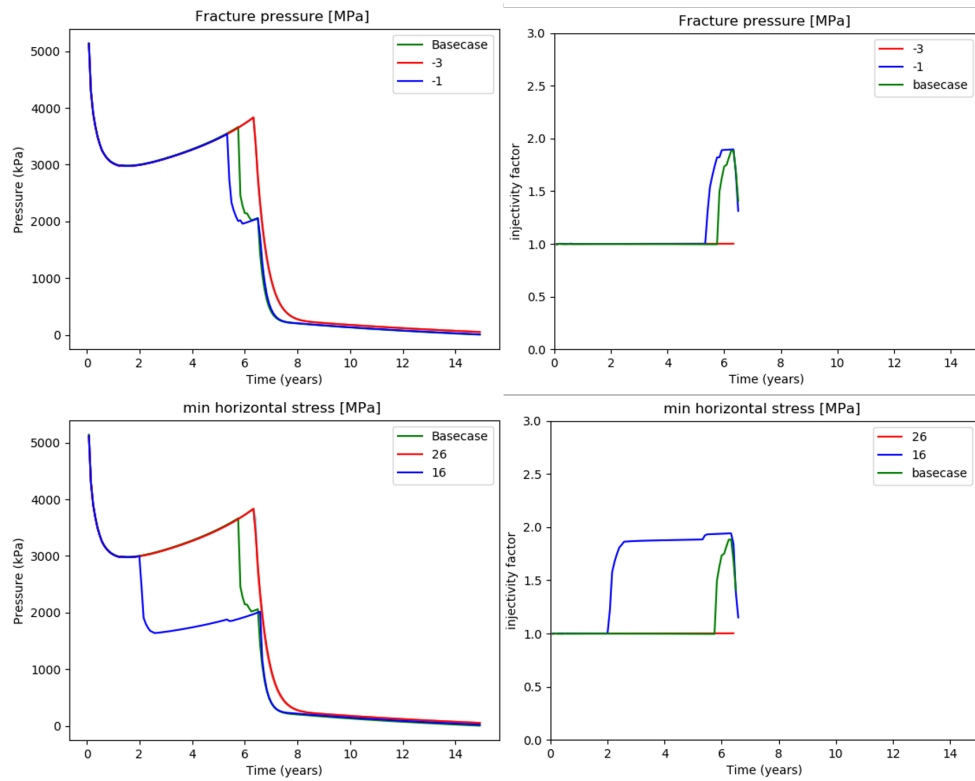 Fracture pressure [MPa]
Pressure (kPa)
5000
4000
3000
2000
1000
0
0 2 4 6 8 10 12 14
Time (years)
Basecase
-3
-1
Fracture pressure [MPa]
injectivity factor
3.0
2.5
2.0
1.5
1.0
0.5
0.0
0 2 4 6 8 10 12 14
Time (years)
-3
-1
basecase
min horizontal stress [MPa]
Pressure (kPa)
5000
4000
3000
2000
1000
0
0 2 4 6 8 10 12 14
Time (years)
Basecase
26
16
min horizontal stress [MPa]
injectivity factor
3.0
2.5
2.0
1.5
1.0
0.5
0.0
0 2 4 6 8 10 12 14
Time (years)
26
16
basecase